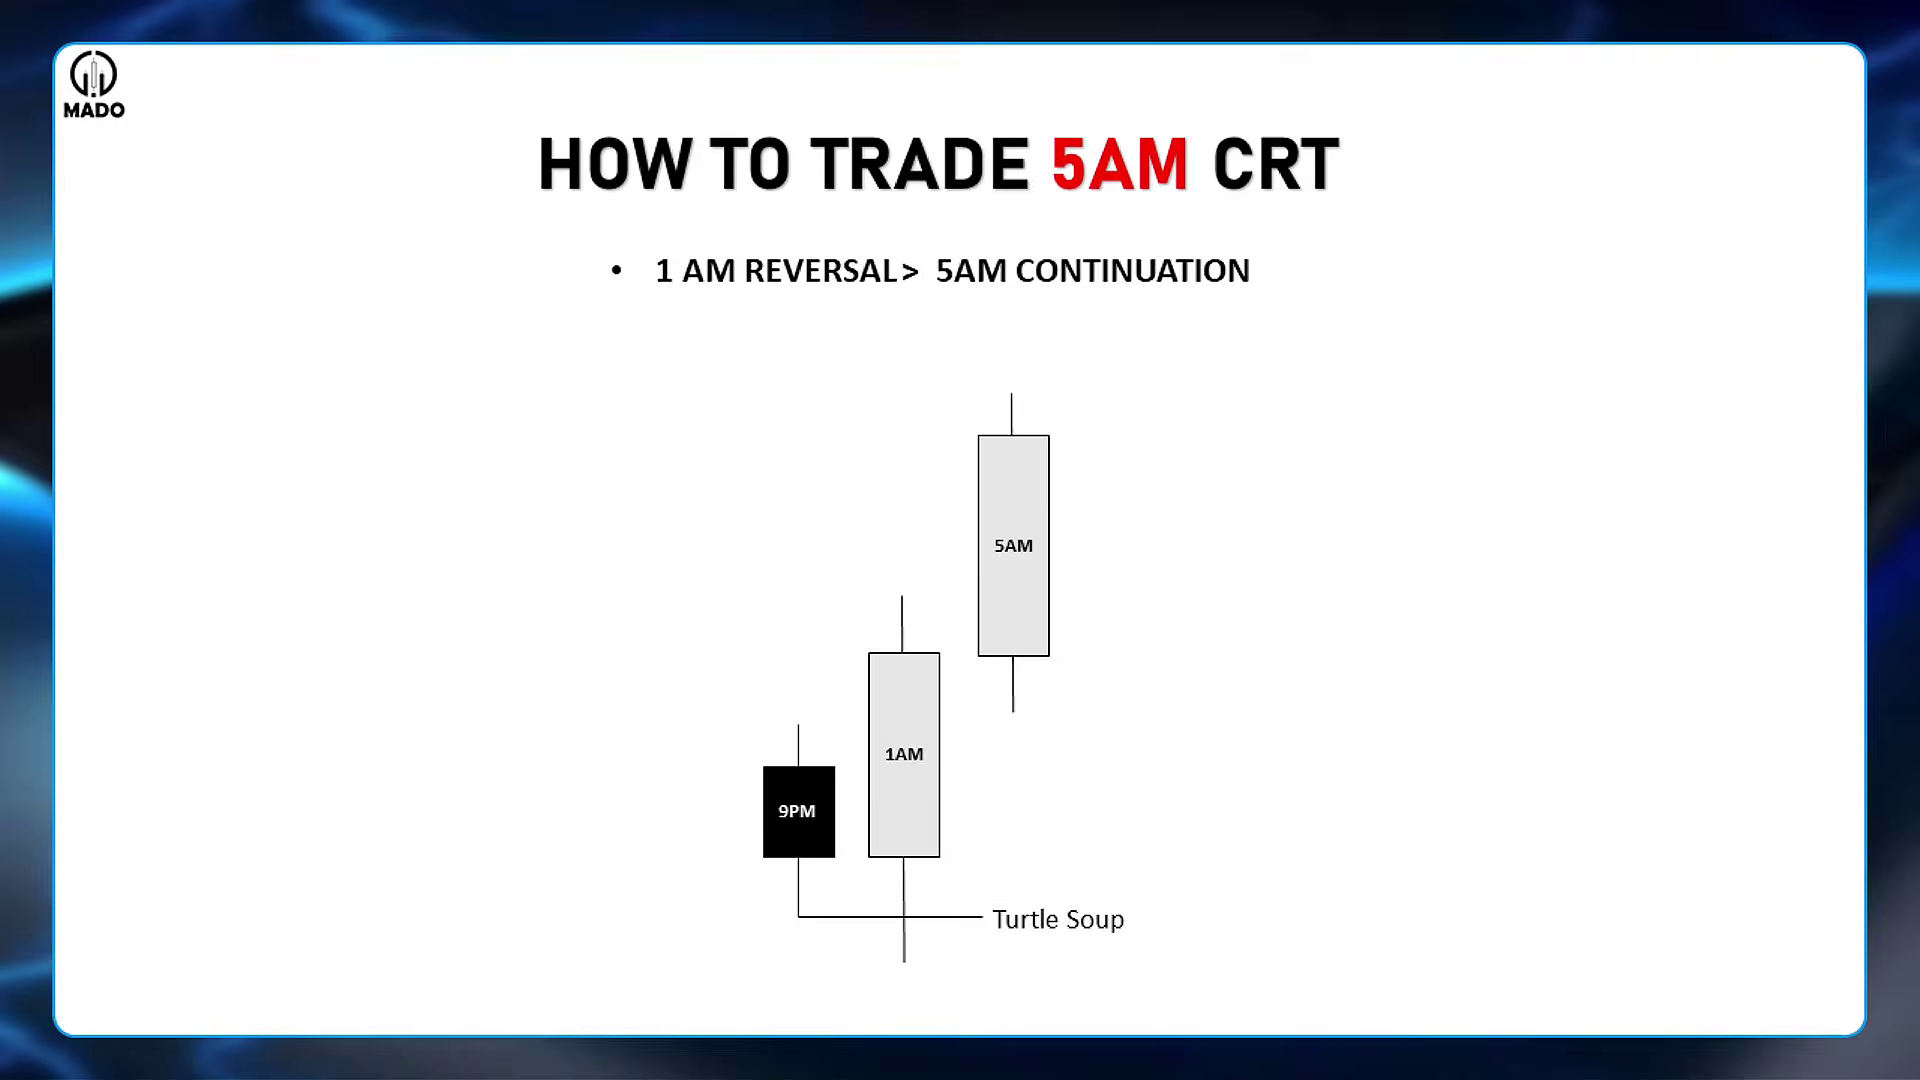 MADO
HOW TO TRADE 5AM CRT
• 1 AM REVERSAL > 5AM CONTINUATION
5AM
1AM
9PM
Turtle Soup